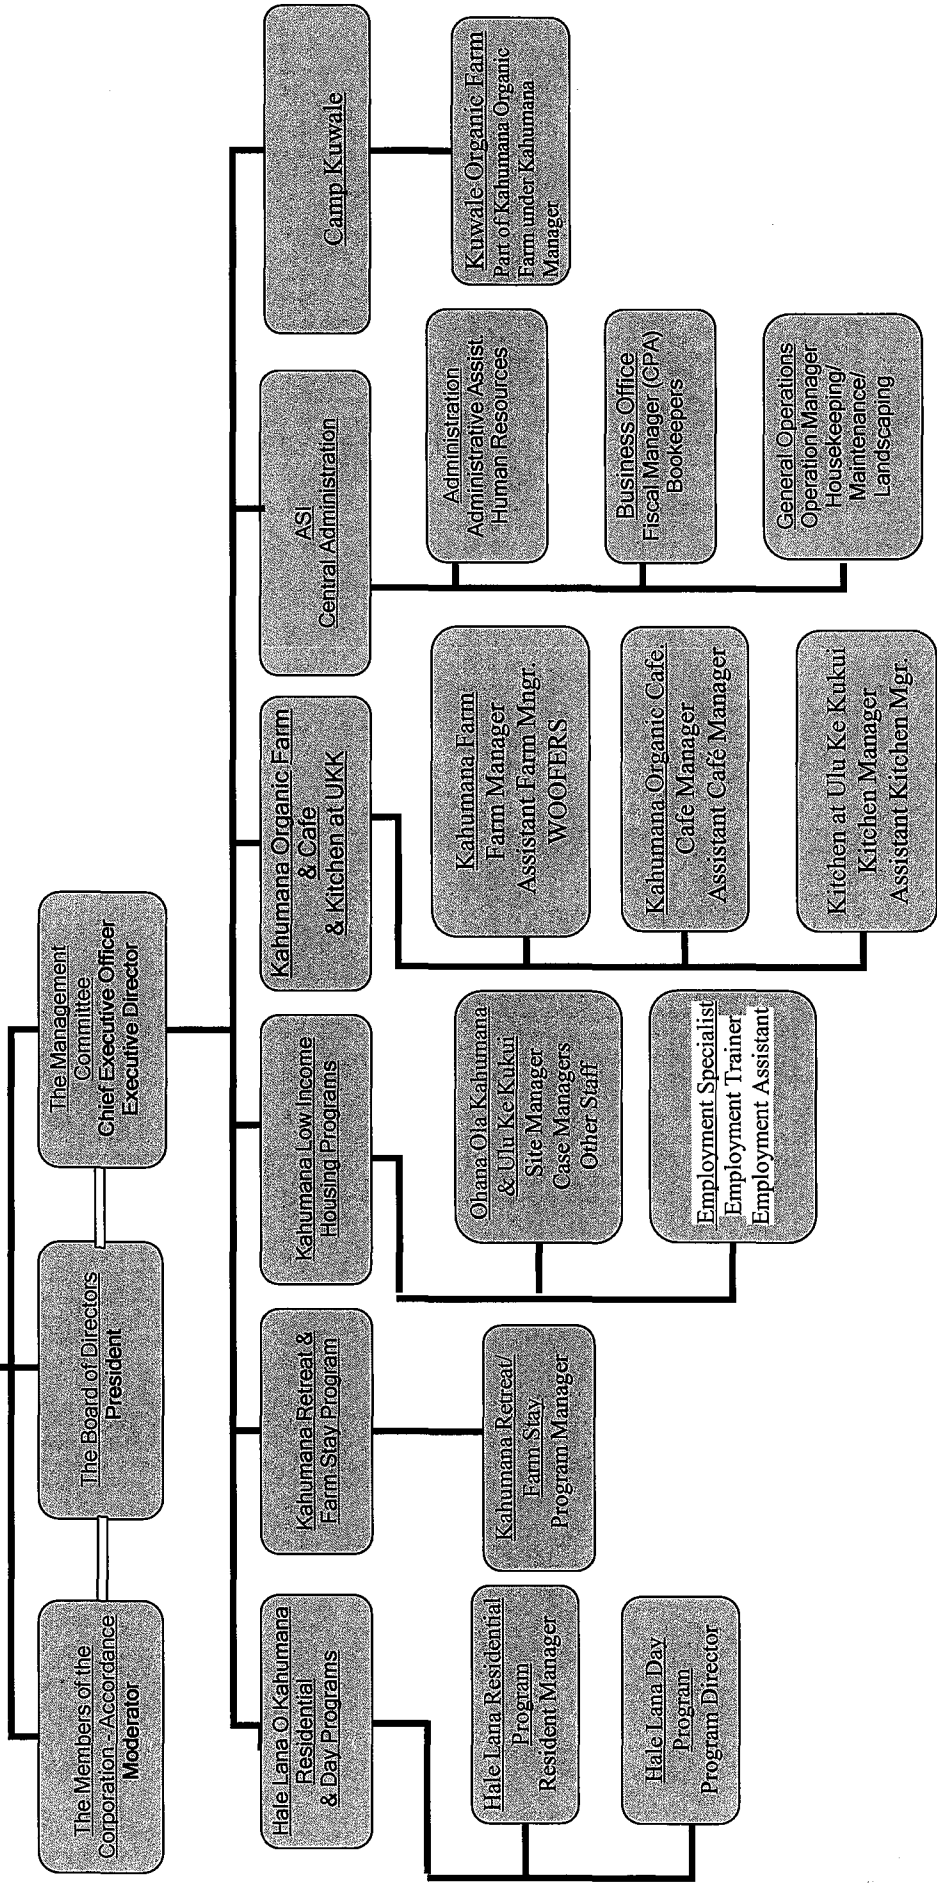 The Members of the
Corporation - Accordance
Moderator
The Board of Directors
President
The Management
Committee
Chief Executive Officer
Executive Director
Hale Lana O Kahumana
Residential
& Day Programs
Hale Lana Residential
Program
Resident Manager
Hale Lana Day
Program
Program Director
Kahumana Retreat &
Farm Stay Program
Kahumana Retreat/
Farm Stay
Program Manager
Kahumana Low Income
Housing Programs
Ohana Ola Kahumana
& Ulu Ke Kukui
Site Manager
Case Managers
Other Staff
Employment Specialist
Employment Trainer
Employment Assistant
Kahumana Organic Farm
& Cafe
& Kitchen at UKK
Kahumana Farm
Farm Manager
Assistant Farm Mngr.
WOOFERS
Kahumana Organic Cafe:
Cafe Manager
Assistant Café Manager
Kitchen at Ulu Ke Kukui
Kitchen Manager
Assistant Kitchen Mgr.
ASI
Central Administration
Administration
Administrative Assist.
Human Resources
Business Office
Fiscal Manager (CPA)
Bookeepers
General Operations
Operation Manager
Housekeeping/
Maintenance/
Landscaping
Camp Kuwale
Kuwale Organic Farm
Part of Kahumana Organic
Farm under Kahumana
Manager